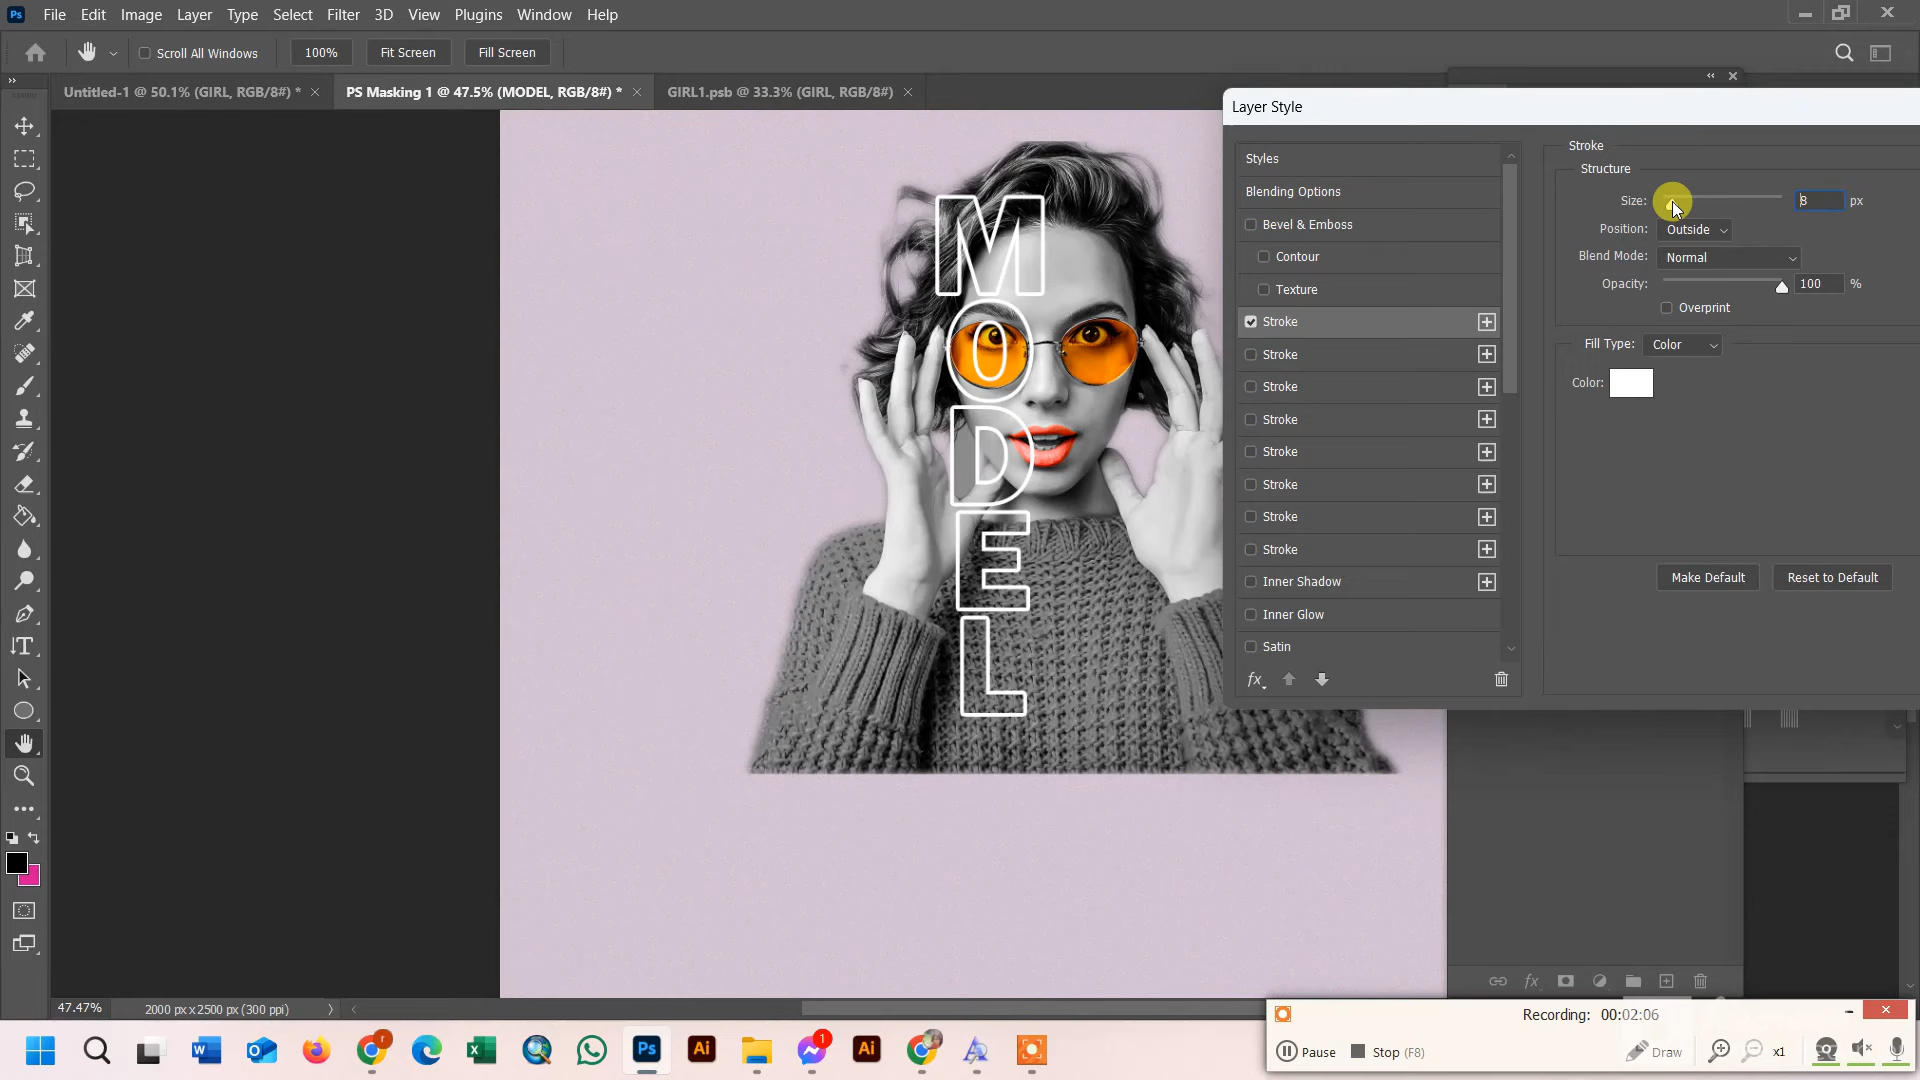 File Edit Image Layer Type Select Filter 3D View Plugins Window Help
Scroll All Windows 100% Fit Screen Fill Screen
Untitled-1 @ 50.1% (GIRL, RGB/8#) * × PS Masking 1 @ 47.5% (MODEL, RGB/8#) * × GIRL1.psb @ 33.3% (GIRL, RGB/8#) ×
Layer Style
Styles
Blending Options
Bevel & Emboss
Contour
Texture
Stroke
Stroke
Stroke
Stroke
Stroke
Stroke
Stroke
Stroke
Inner Shadow
Inner Glow
Satin
fx
Stroke
Structure
Size: 8 px
Position: Outside
Blend Mode: Normal
Opacity: 100 %
Overprint
Fill Type: Color
Color:
Make Default Reset to Default
M
O
D
E
L
fx
47.47% 2000 px x 2500 px (300 ppi)
Recording: 00:02:06
Pause Stop (F8) Draw x1
Ps
W
Ps
Ai
1
Ai